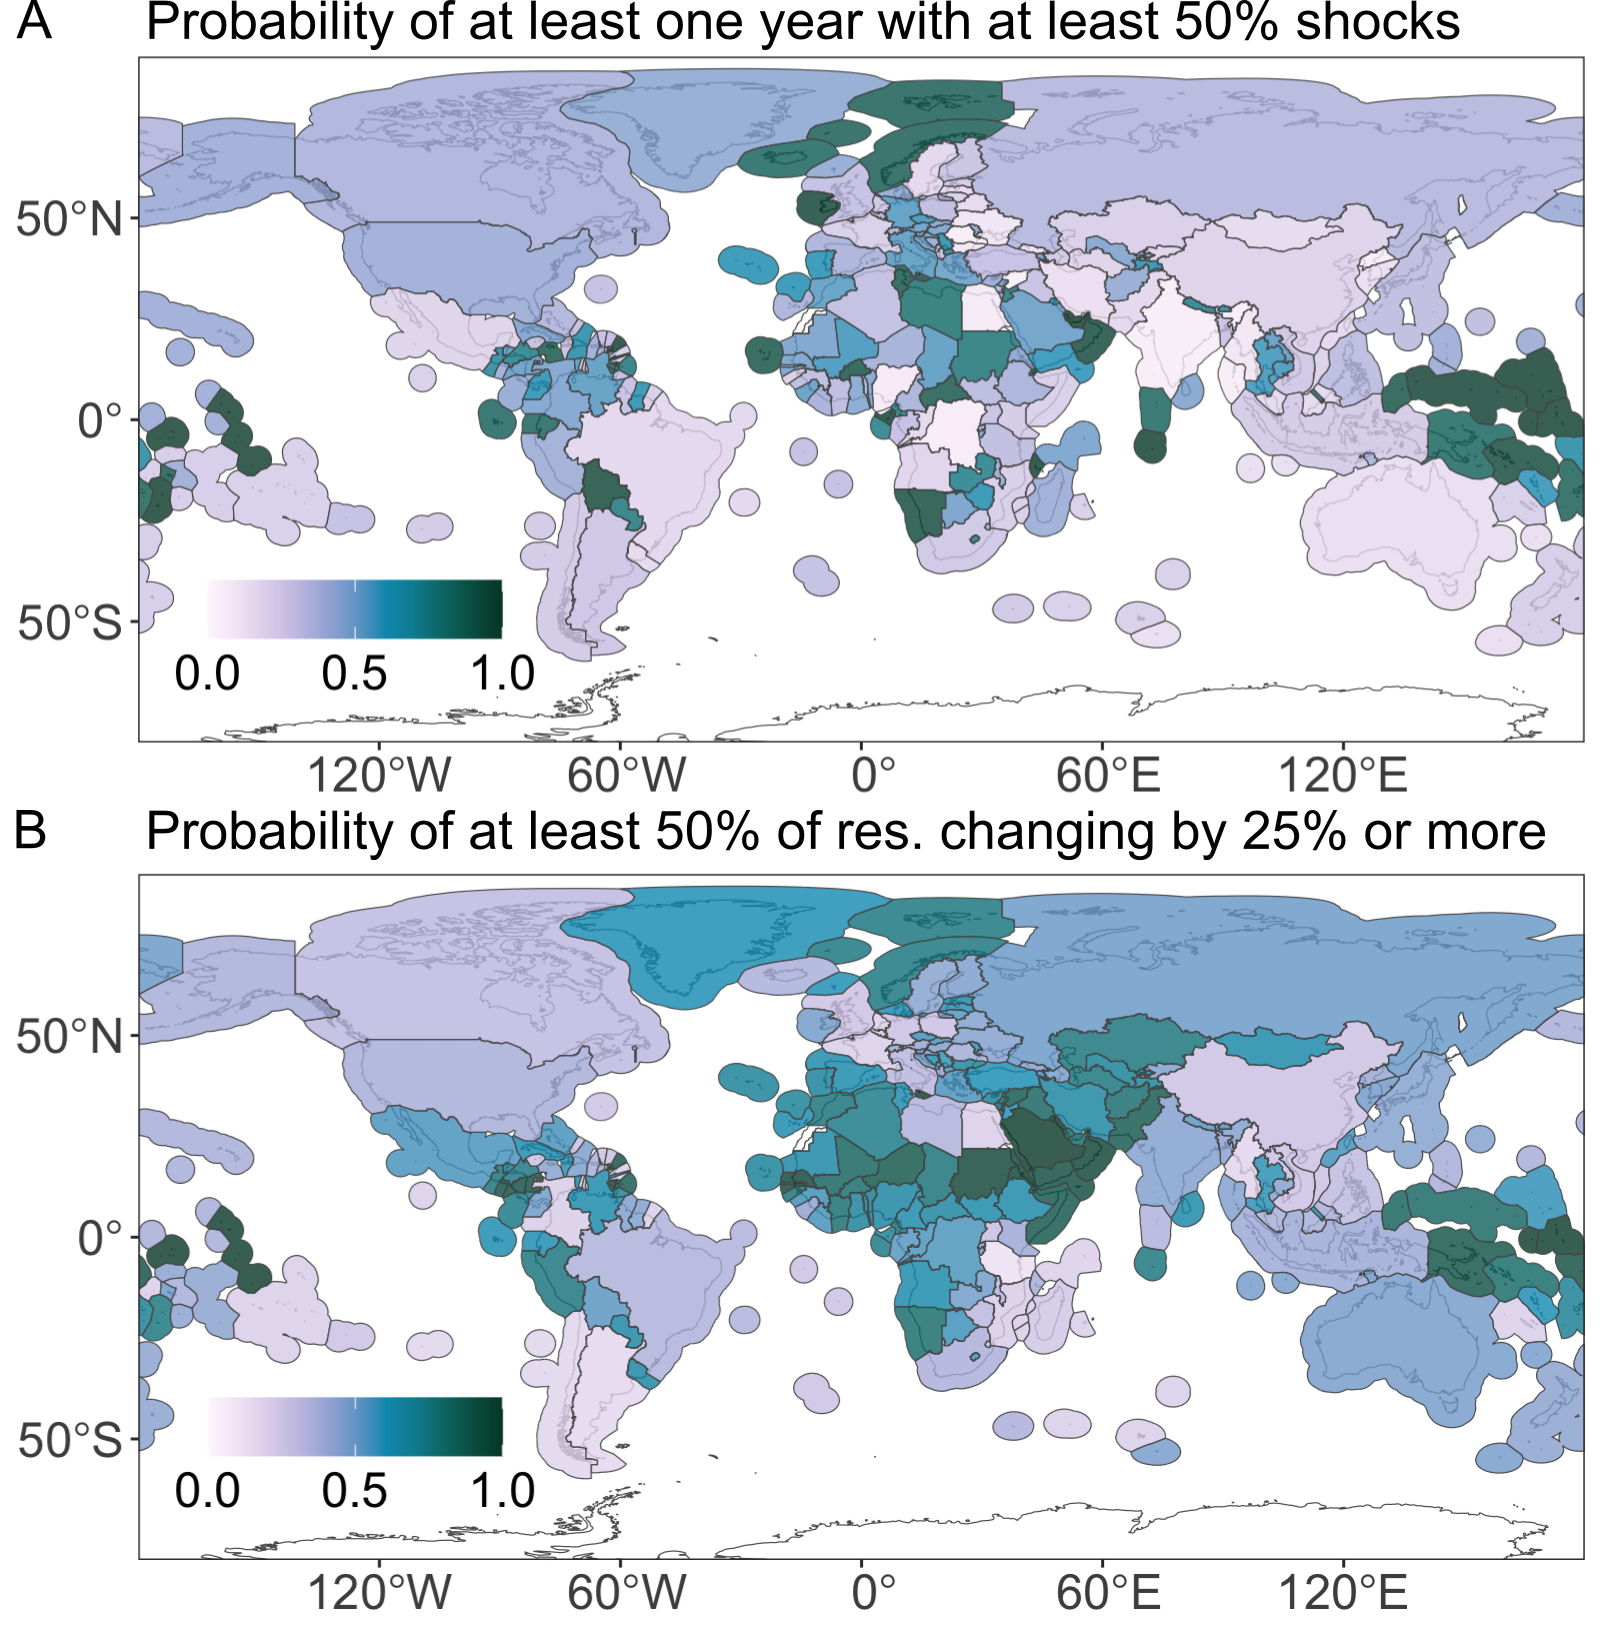 A Probability of at least one year with at least 50% shocks
50°N
0°
50°S
0.0 0.5 1.0
120°W 60°W 0° 60°E 120°E
B Probability of at least 50% of res. changing by 25% or more
50°N
0°
50°S
0.0 0.5 1.0
120°W 60°W 0° 60°E 120°E